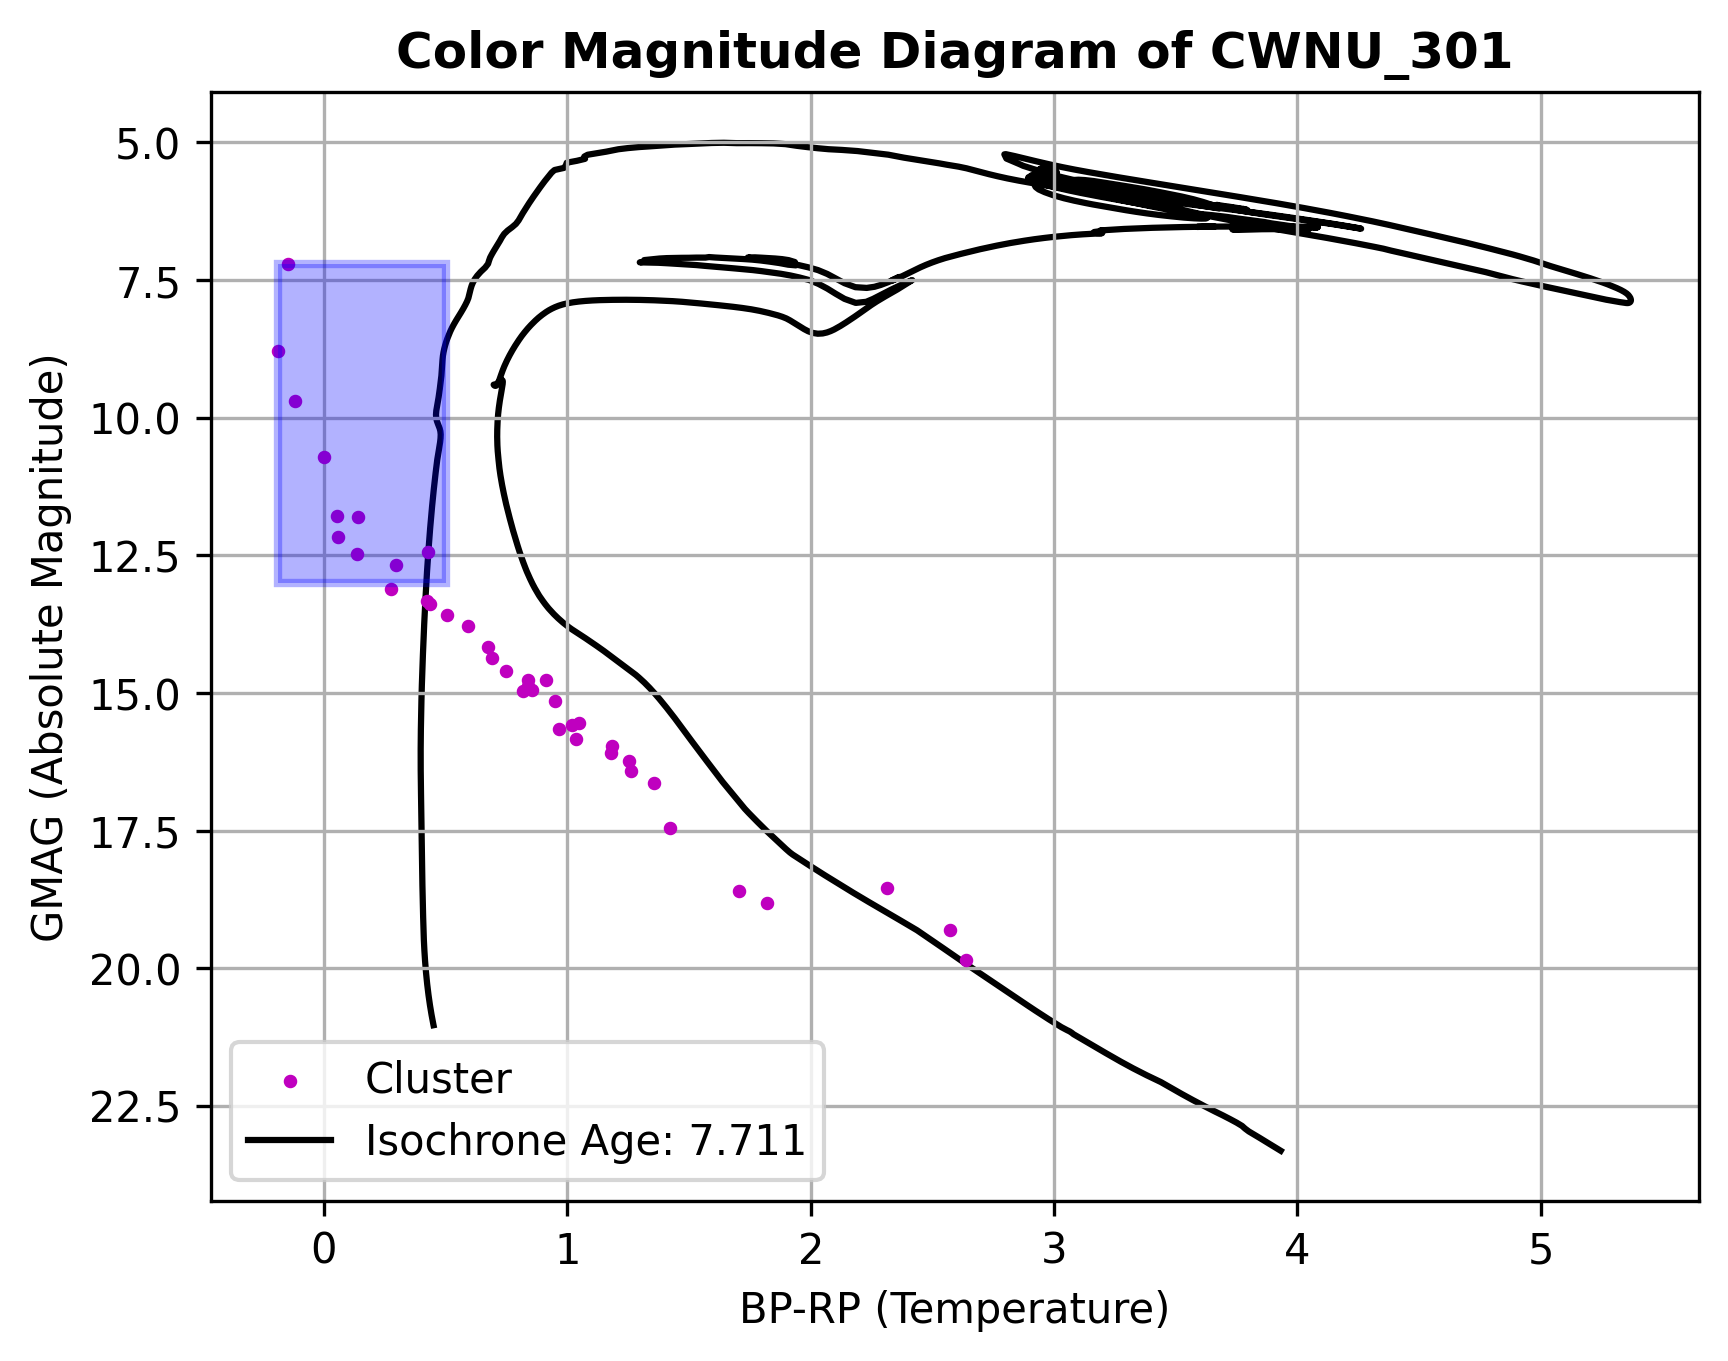 Color Magnitude Diagram of CWNU_301
GMAG (Absolute Magnitude)
5.0
7.5
10.0
12.5
15.0
17.5
20.0
22.5
Cluster
Isochrone Age: 7.711
0 1 2 3 4 5
BP-RP (Temperature)